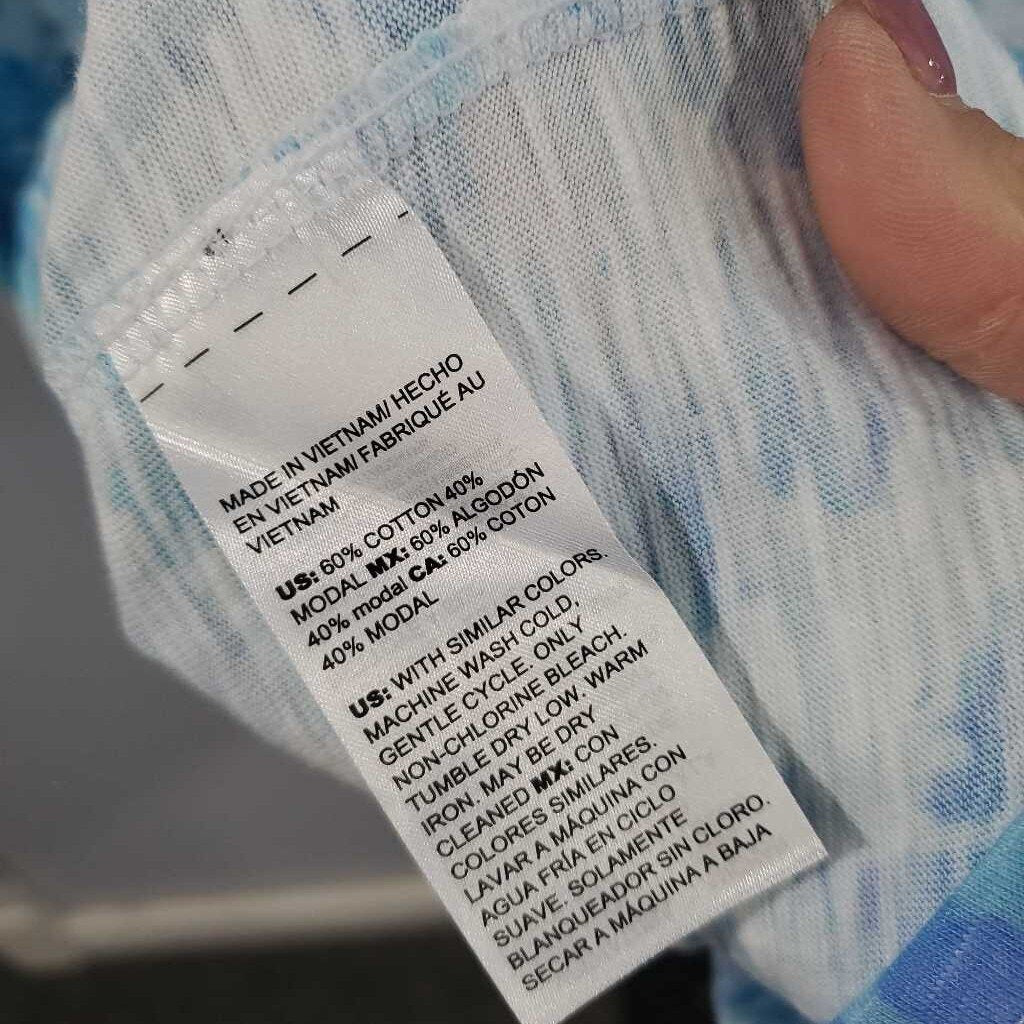 MADE IN VIETNAM/ HECHO
EN VIETNAM/ FABRIQUÉ AU
VIETNAM
US: 60% COTTON 40%
MODAL MX: 60% ALGODÓN
40% modal CA: 60% COTON
40% MODAL
US: WITH SIMILAR COLORS.
MACHINE WASH COLD,
GENTLE CYCLE. ONLY
NON-CHLORINE BLEACH.
TUMBLE DRY LOW. WARM
IRON. MAY BE DRY
CLEANED MX: CON
COLORES SIMILARES.
LAVAR A MÁQUINA CON
AGUA FRÍA EN CICLO
SUAVE. SOLAMENTE
BLANQUEADOR SIN CLORO.
SECAR A MÁQUINA A BAJA